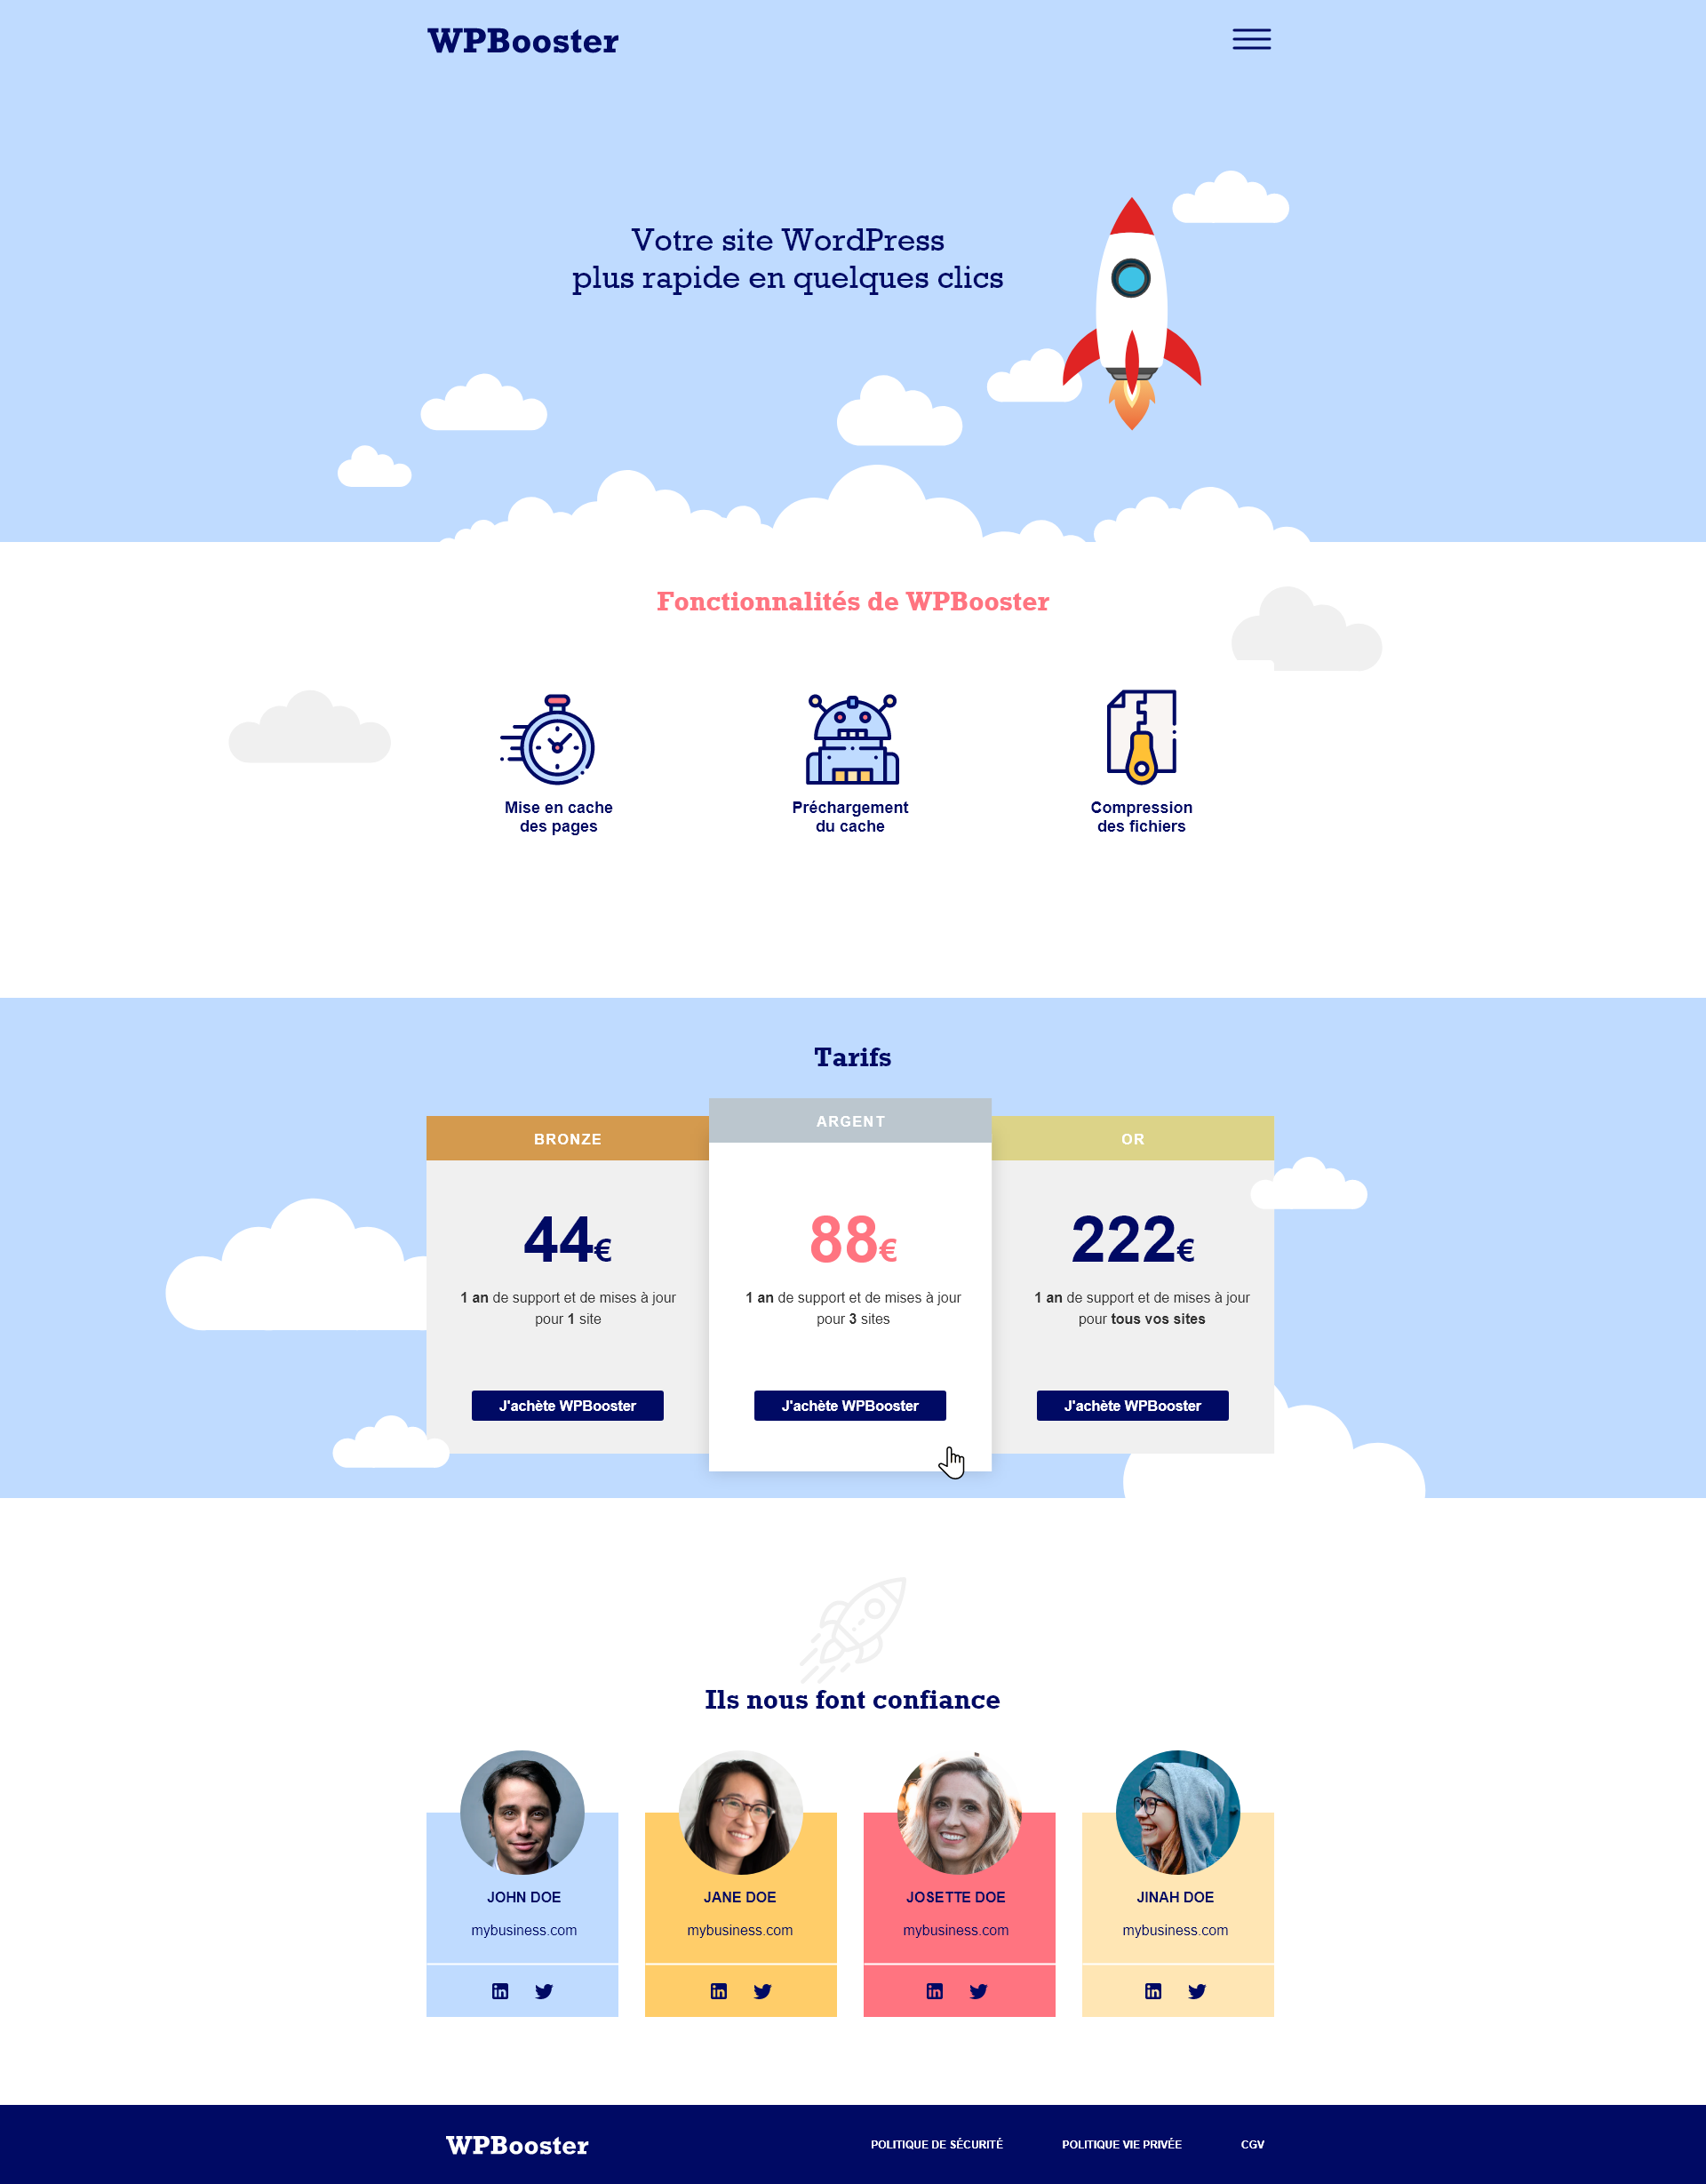 WPBooster
Votre site WordPress
plus rapide en quelques clics
Fonctionnalités de WPBooster
Mise en cache
des pages
Préchargement
du cache
Compression
des fichiers
Tarifs
BRONZE
44€
1 an de support et de mises à jour
pour 1 site
J'achète WPBooster
ARGENT
88€
1 an de support et de mises à jour
pour 3 sites
J'achète WPBooster
OR
222€
1 an de support et de mises à jour
pour tous vos sites
J'achète WPBooster
Ils nous font confiance
JOHN DOE
mybusiness.com
in
JANE DOE
mybusiness.com
in
JOSETTE DOE
mybusiness.com
in
JINAH DOE
mybusiness.com
in
WPBooster
POLITIQUE DE SÉCURITÉ
POLITIQUE VIE PRIVÉE
CGV